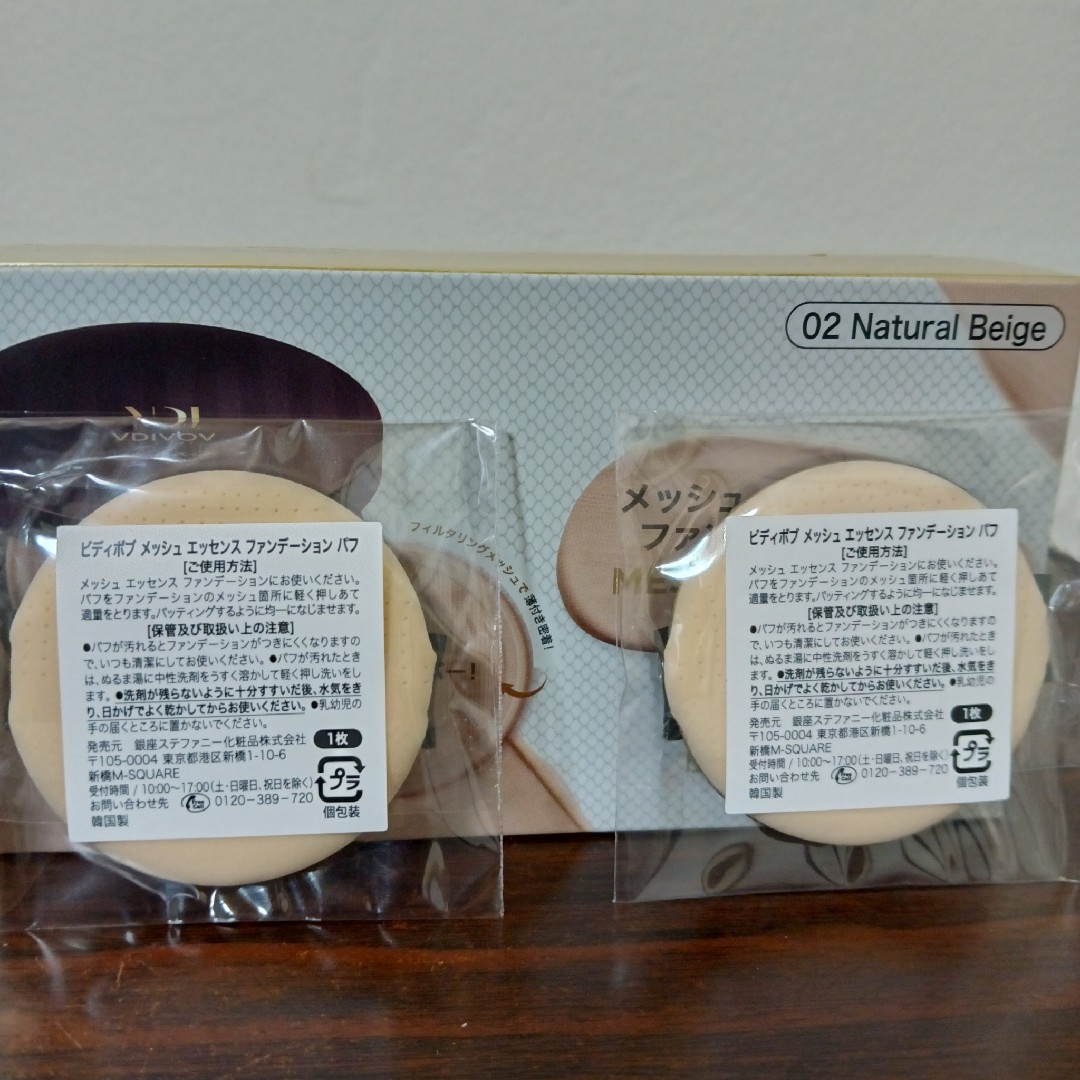 02 Natural Beige
VDIVOV
フィルタリングメッシュで 薄付き密着!
メッシュ
ビディボブ メッシュ エッセンス ファンデーション パフ
[ご使用方法]
メッシュ エッセンス ファンデーションにお使いください。
パフをファンデーションのメッシュ箇所に軽く押しあて
適量をとります。パッティングするように均一になじませます。
[保管及び取扱い上の注意]
●パフが汚れるとファンデーションがつきにくくなりますの
で、いつも清潔にしてお使いください。●パフが汚れたとき
は、ぬるま湯に中性洗剤をうすく溶かして軽く押し洗いをし
ます。●洗剤が残らないように十分すすいだ後、水気をき
り、日かげでよく乾かしてからお使いください。●乳幼児の
手の届くところに置かないでください。
発売元 銀座ステファニー化粧品株式会社
〒105-0004 東京都港区新橋1-10-6
新橋M-SQUARE
受付時間 / 10:00~17:00(土・日曜日、祝日を除く)
お問い合わせ先 0120-389-720
韓国製
1枚
プラ
個包装
ビディボブ メッシュ エッセンス ファンデーション パフ
[ご使用方法]
メッシュ エッセンス ファンデーションにお使いください。
パフをファンデーションのメッシュ箇所に軽く押しあて
適量をとります。パッティングするように均一になじませます。
[保管及び取扱い上の注意]
●パフが汚れるとファンデーションがつきにくくなりますの
で、いつも清潔にしてお使いください。●パフが汚れたとき
は、ぬるま湯に中性洗剤をうすく溶かして軽く押し洗いをし
ます。●洗剤が残らないように十分すすいだ後、水気をき
り、日かげでよく乾かしてからお使いください。●乳幼児の
手の届くところに置かないでください。
発売元 銀座ステファニー化粧品株式会社
〒105-0004 東京都港区新橋1-10-6
新橋M-SQUARE
受付時間 / 10:00~17:00(土・日曜日、祝日を除く)
お問い合わせ先 0120-389-720
韓国製
1枚
プラ
個包装